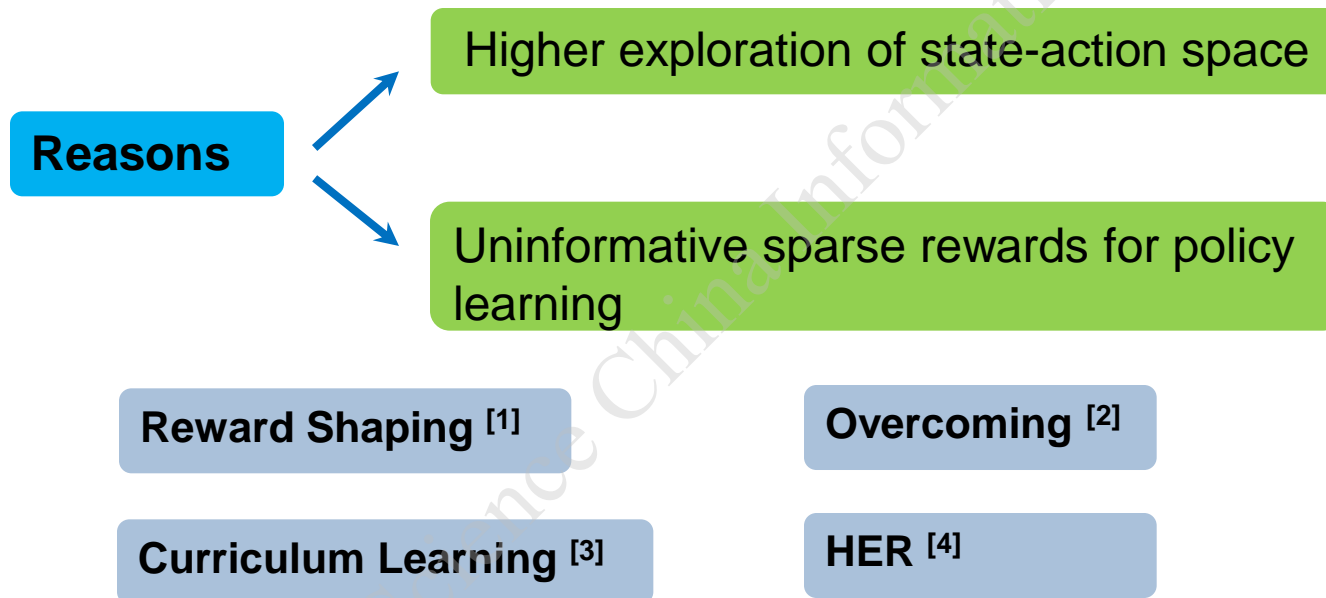 Higher exploration of state-action space
Reasons
Uninformative sparse rewards for policy
learning
Reward Shaping [1]
Overcoming [2]
Curriculum Learning [3]
HER [4]